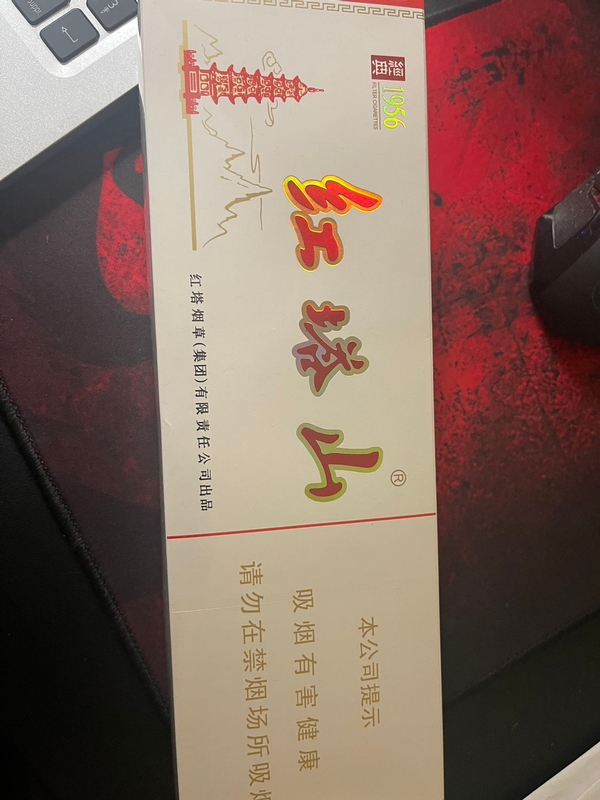 經典
1956
FILTER CIGARETTES
红塔山®
红塔烟草(集团)有限责任公司出品
本公司提示
吸烟有害健康
请勿在禁烟场所吸